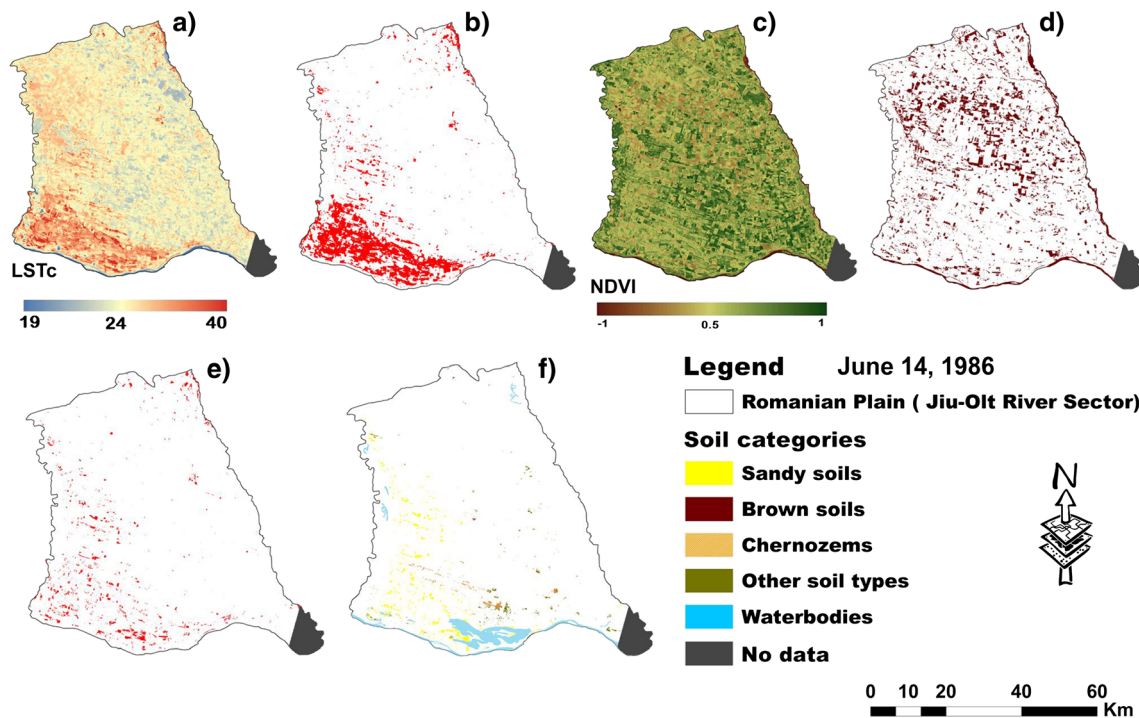 a)
b)
c)
d)
LSTc
19 24 40
NDVI
-1 0.5 1
e)
f)
Legend June 14, 1986
Romanian Plain ( Jiu-Olt River Sector)
Soil categories
Sandy soils
Brown soils
Chernozems
Other soil types
Waterbodies
No data
N
0 10 20 40 60
Km